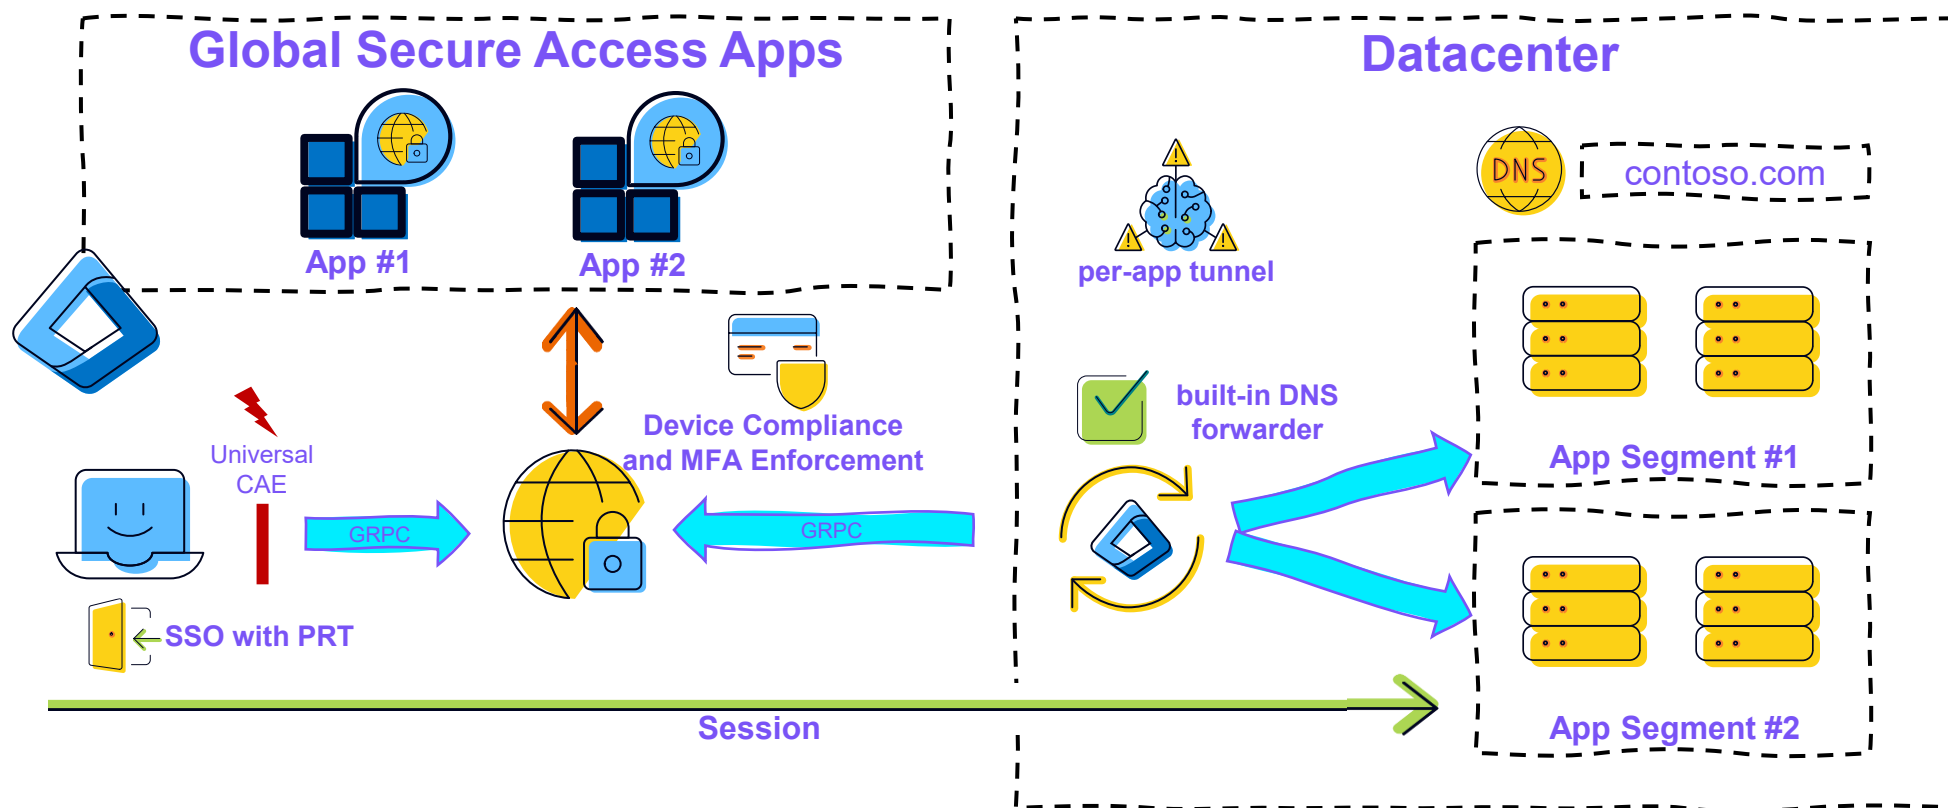 Global Secure Access Apps
App #1
App #2
Universal
CAE
GRPC
SSO with PRT
Device Compliance
and MFA Enforcement
GRPC
Session
Datacenter
per-app tunnel
DNS
contoso.com
built-in DNS
forwarder
App Segment #1
App Segment #2